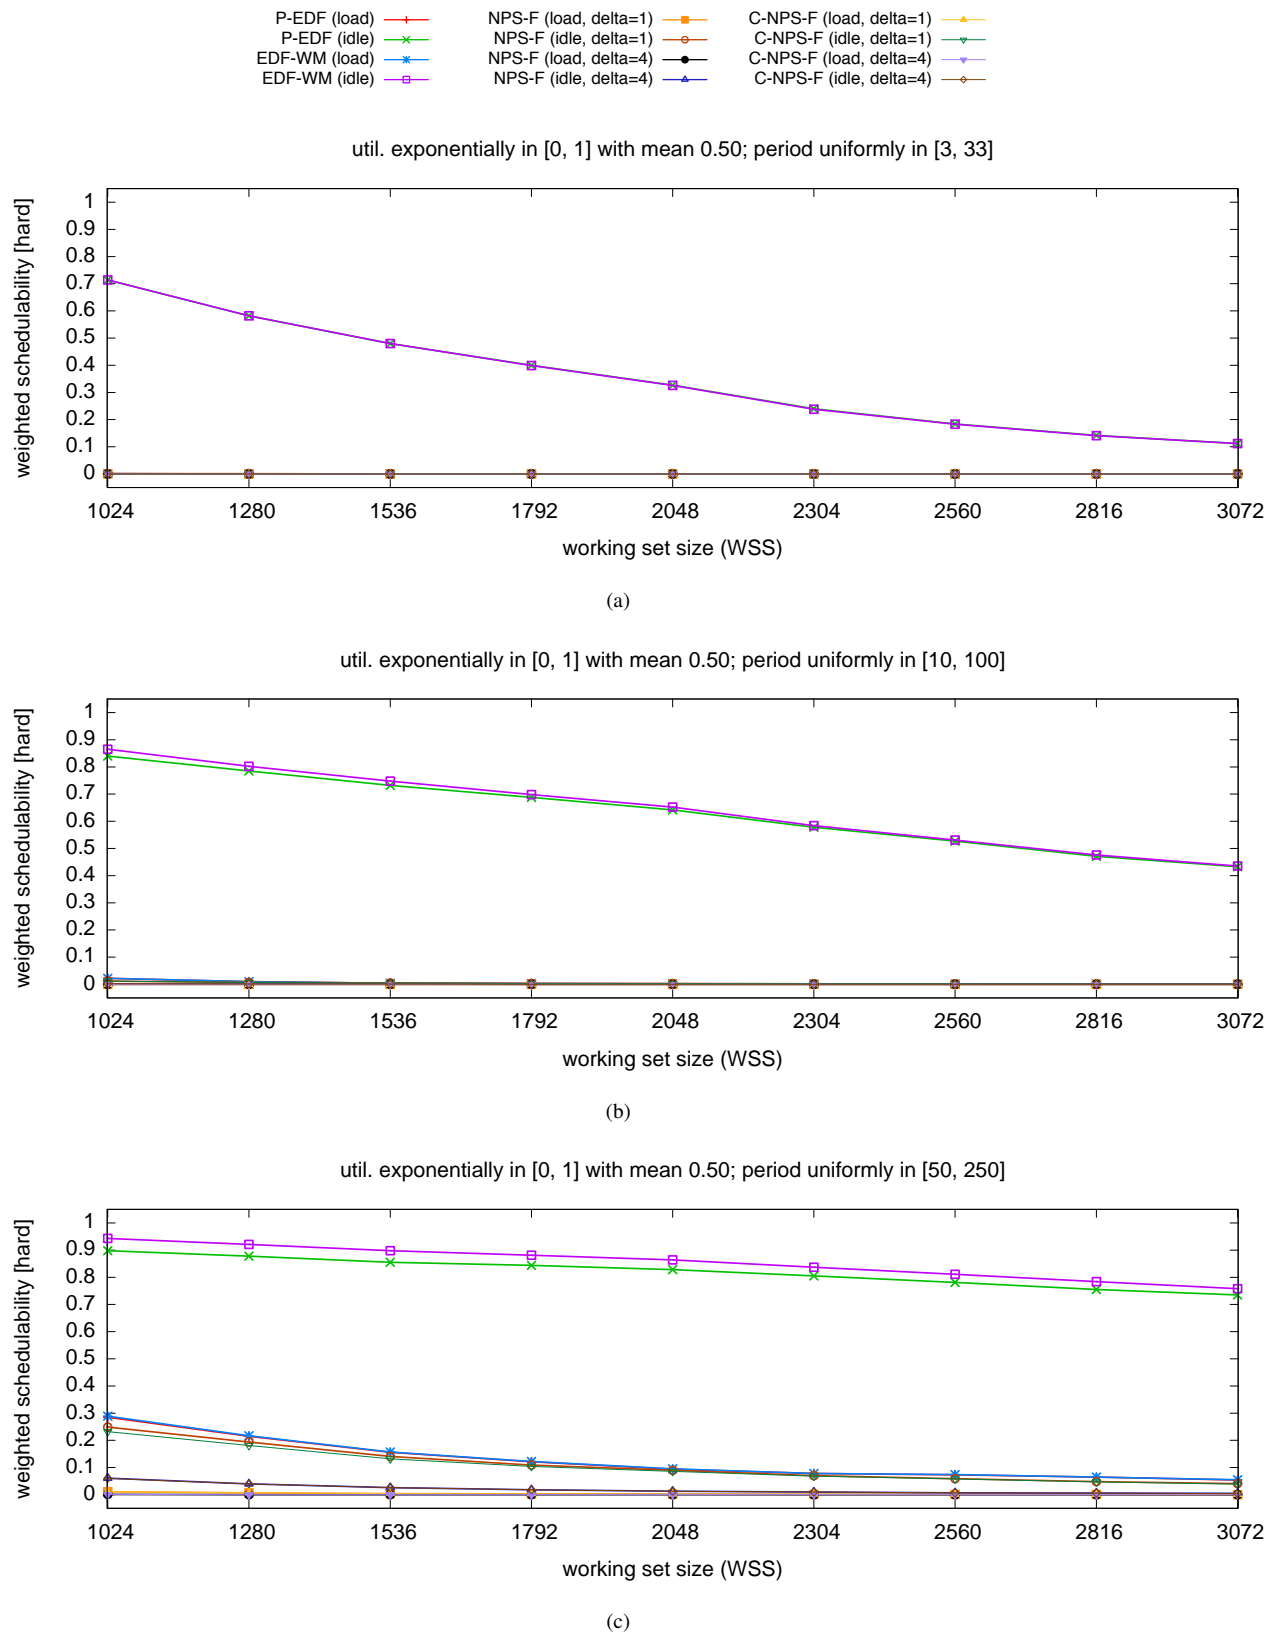 P-EDF (load)
P-EDF (idle)
EDF-WM (load)
EDF-WM (idle)
NPS-F (load, delta=1)
NPS-F (idle, delta=1)
NPS-F (load, delta=4)
NPS-F (idle, delta=4)
C-NPS-F (load, delta=1)
C-NPS-F (idle, delta=1)
C-NPS-F (load, delta=4)
C-NPS-F (idle, delta=4)
util. exponentially in [0, 1] with mean 0.50; period uniformly in [3, 33]
weighted schedulability [hard]
1
0.9
0.8
0.7
0.6
0.5
0.4
0.3
0.2
0.1
0
1024 1280 1536 1792 2048 2304 2560 2816 3072
working set size (WSS)
(a)
util. exponentially in [0, 1] with mean 0.50; period uniformly in [10, 100]
weighted schedulability [hard]
1
0.9
0.8
0.7
0.6
0.5
0.4
0.3
0.2
0.1
0
1024 1280 1536 1792 2048 2304 2560 2816 3072
working set size (WSS)
(b)
util. exponentially in [0, 1] with mean 0.50; period uniformly in [50, 250]
weighted schedulability [hard]
1
0.9
0.8
0.7
0.6
0.5
0.4
0.3
0.2
0.1
0
1024 1280 1536 1792 2048 2304 2560 2816 3072
working set size (WSS)
(c)